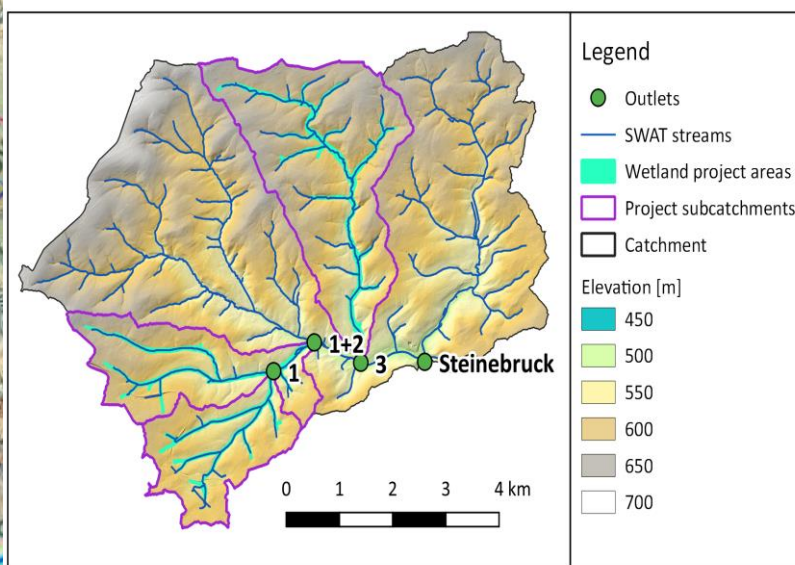 1+2
1
3
Steinebruck
0 1 2 3 4 km
Legend
Outlets
SWAT streams
Wetland project areas
Project subcatchments
Catchment
Elevation [m]
450
500
550
600
650
700